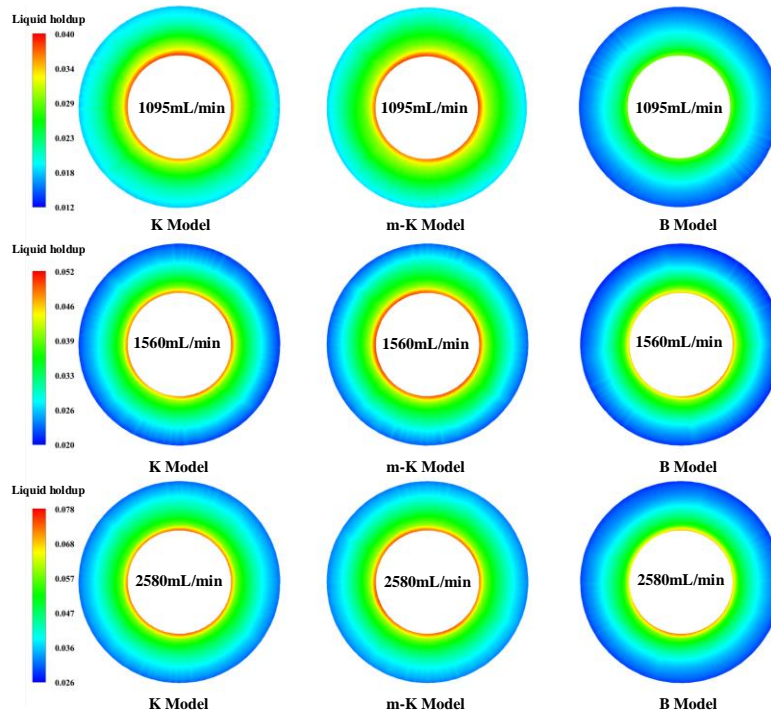 Liquid holdup
0.040
0.034
0.029
0.023
0.018
0.012
1095mL/min
1095mL/min
1095mL/min
K Model
m-K Model
B Model
Liquid holdup
0.052
0.046
0.039
0.033
0.026
0.020
1560mL/min
1560mL/min
1560mL/min
K Model
m-K Model
B Model
Liquid holdup
0.078
0.068
0.057
0.047
0.036
0.026
2580mL/min
2580mL/min
2580mL/min
K Model
m-K Model
B Model